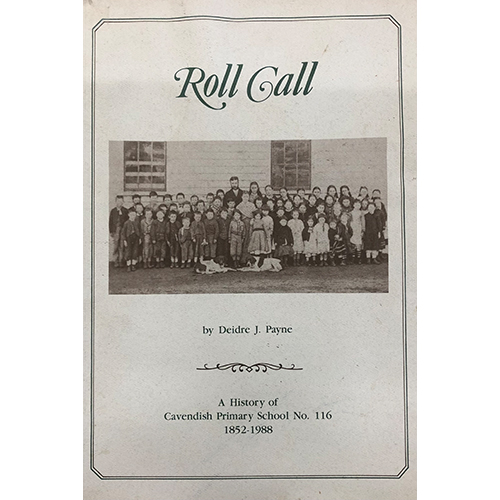 Roll Call
by Deidre J. Payne
A History of
Cavendish Primary School No. 116
1852-1988